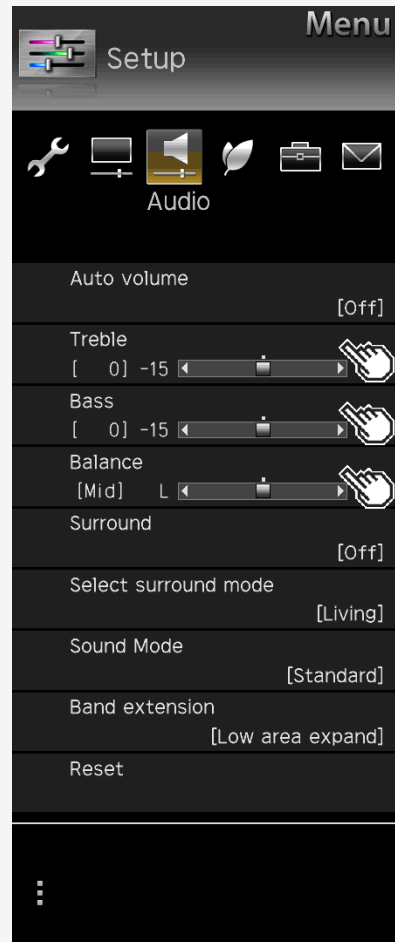 Menu
Setup
Audio
Auto volume
[Off]
Treble
[ 0] -15
Bass
[ 0] -15
Balance
[Mid] L
Surround
[Off]
Select surround mode
[Living]
Sound Mode
[Standard]
Band extension
[Low area expand]
Reset